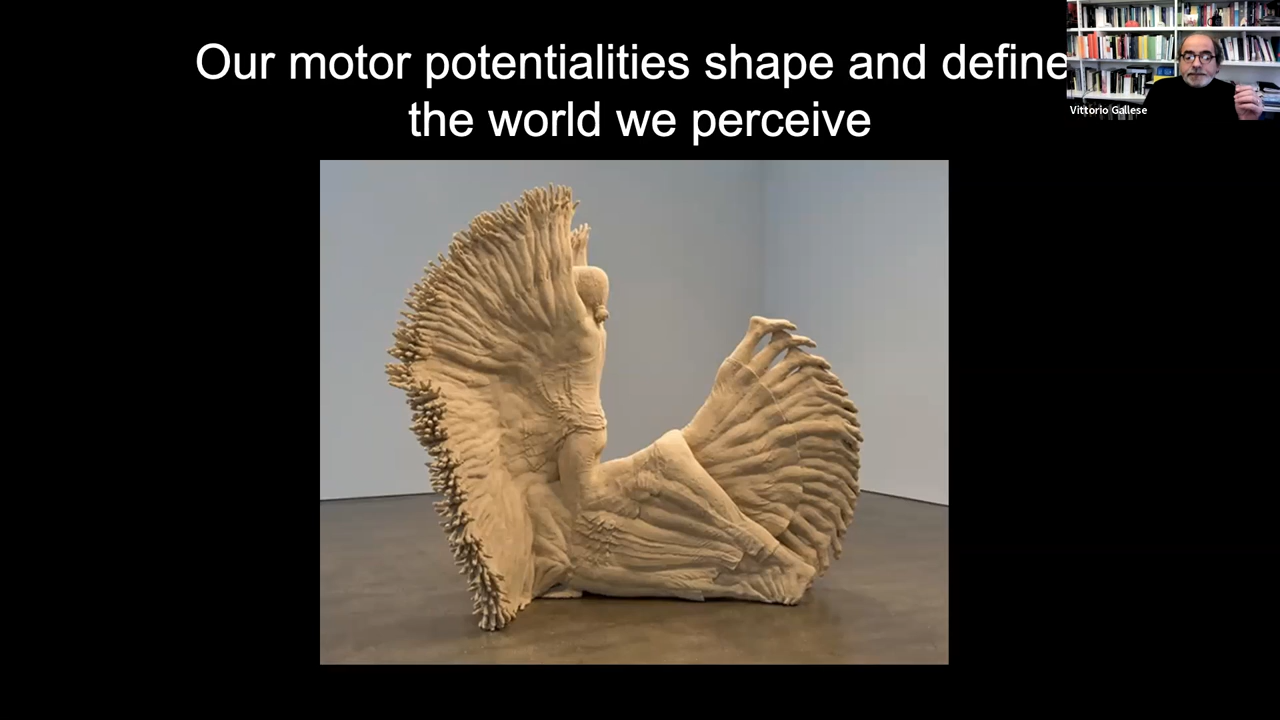 Our motor potentialities shape and define
the world we perceive
Vittorio Gallese